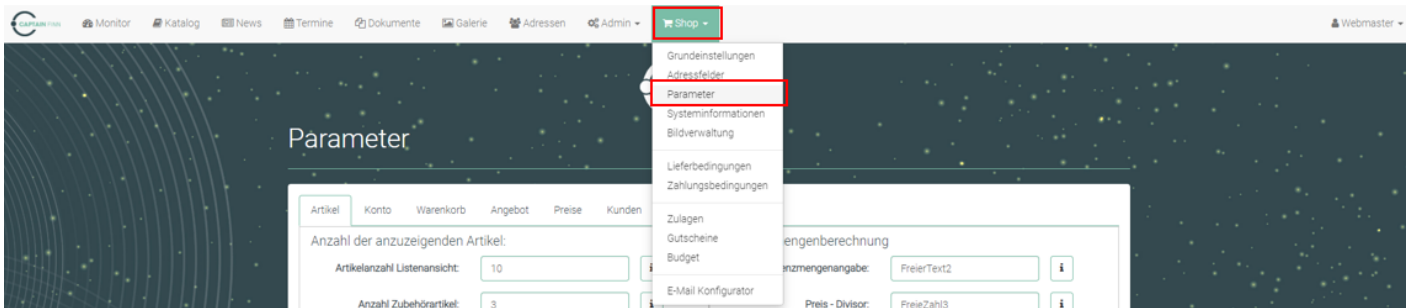 CAPTAIN FINS Monitor Katalog News Termine Dokumente Galerie Adressen Admin Shop Webmaster
Grundeinstellungen
Adressfelder
Parameter
Systeminformationen
Bildverwaltung
Lieferbedingungen
Zahlungsbedingungen
Zulagen
Gutscheine
Budget
E-Mail Konfigurator
Parameter
Artikel Konto Warenkorb Angebot Preise Kunden
Anzahl der anzuzeigenden Artikel:
Artikelanzahl Listenansicht: 10
Anzahl Zubehörartikel: 3 i
engenberechnung
enzmengenangabe: FreierText2 i
Preis - Divisor: FreieZahl3 i